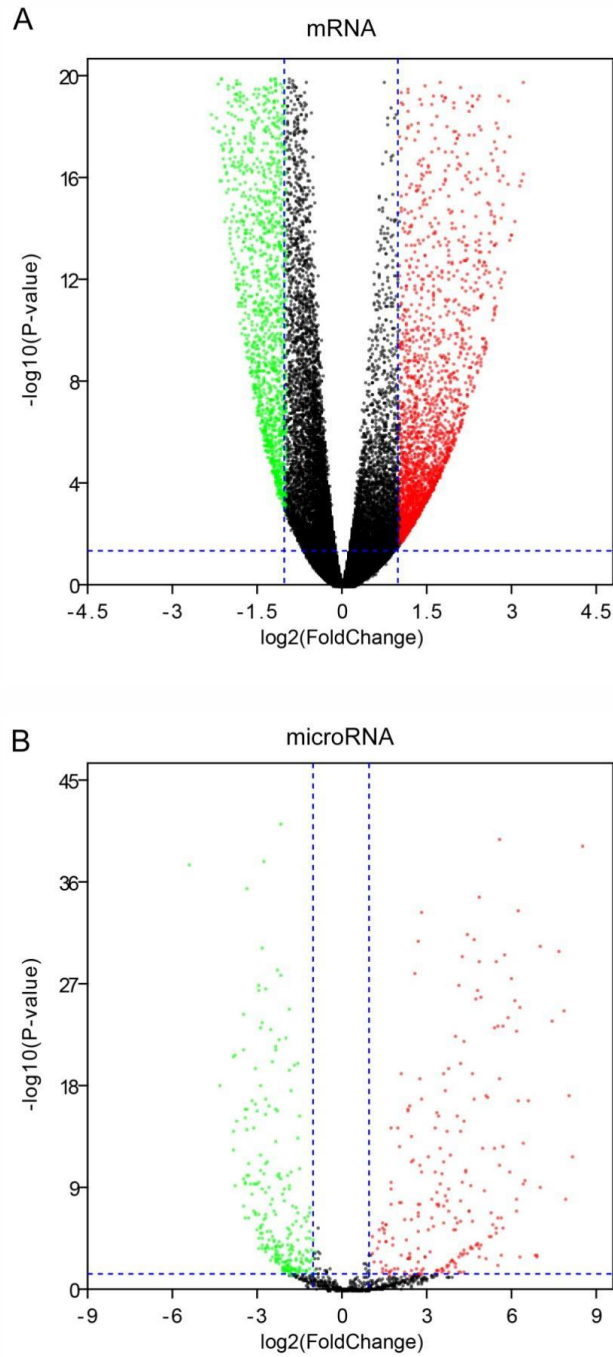 A
mRNA
20
16
12
8
4
0
-log10(P-value)
-4.5 -3 -1.5 0 1.5 3 4.5
log2(FoldChange)
B
microRNA
45
36
27
18
9
0
-log10(P-value)
-9 -6 -3 0 3 6 9
log2(FoldChange)